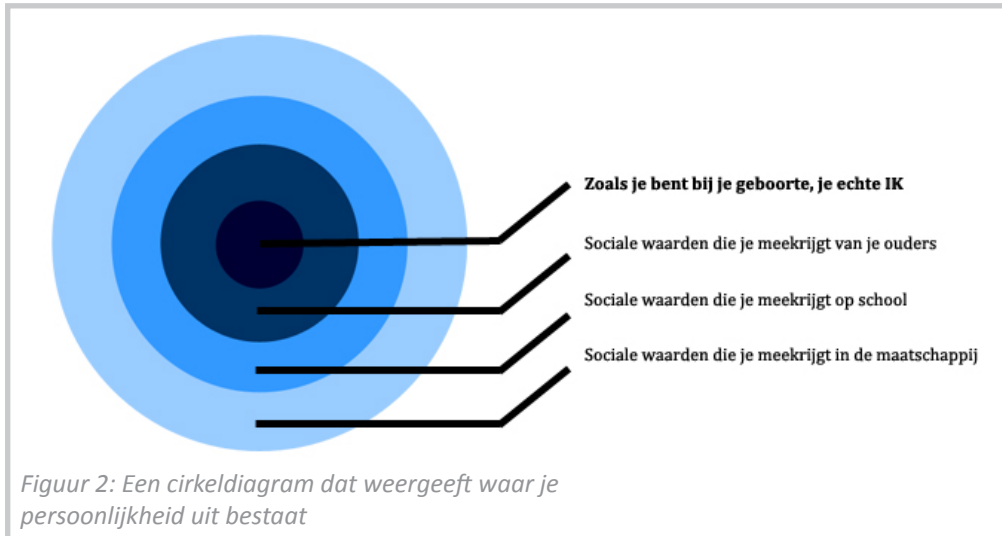 Zoals je bent bij je geboorte, je echte IK
Sociale waarden die je meekrijgt van je ouders
Sociale waarden die je meekrijgt op school
Sociale waarden die je meekrijgt in de maatschappij
Figuur 2: Een cirkeldiagram dat weergeeft waar je
persoonlijkheid uit bestaat